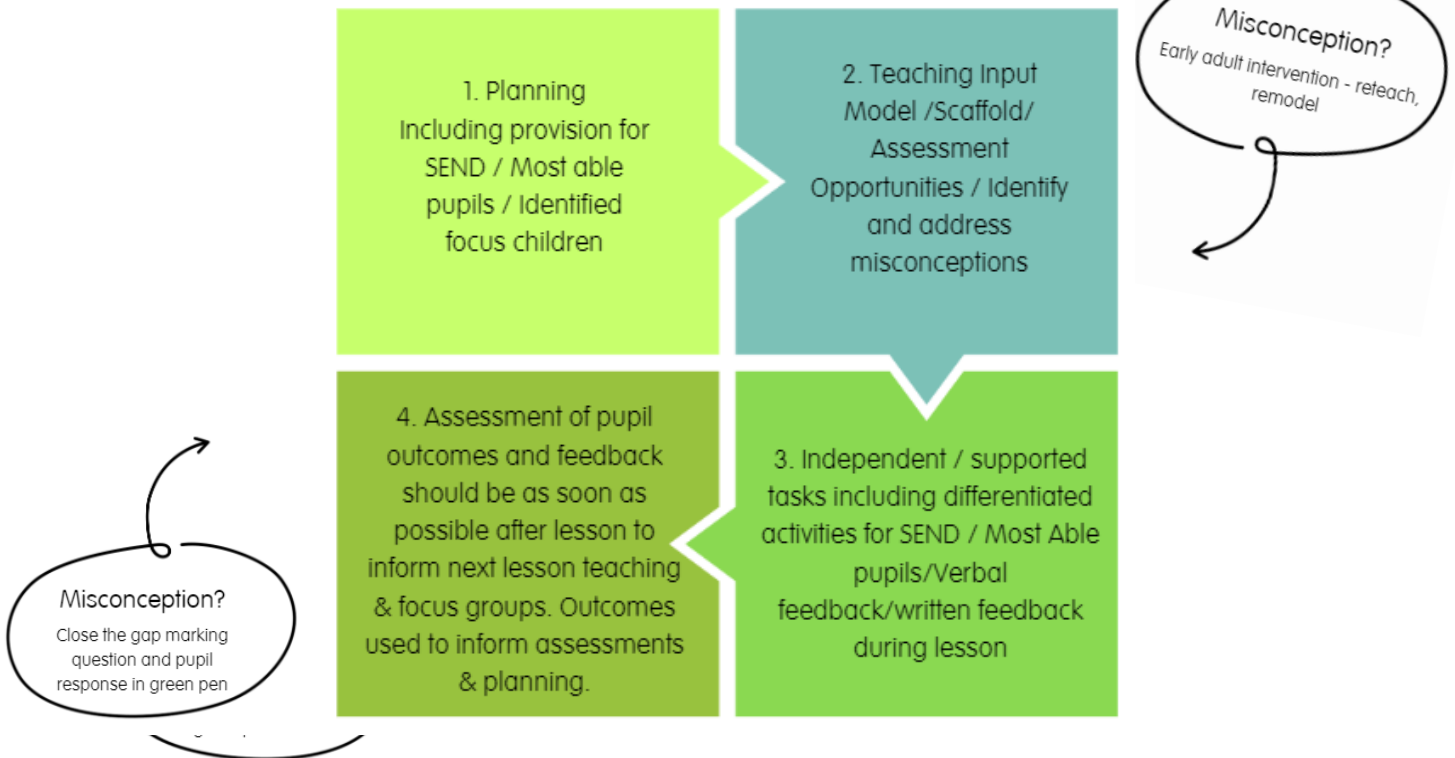 1. Planning
Including provision for
SEND / Most able
pupils / Identified
focus children
2. Teaching Input
Model /Scaffold/
Assessment
Opportunities / Identify
and address
misconceptions
Misconception?
Early adult intervention - reteach,
remodel
3. Independent / supported
tasks including differentiated
activities for SEND / Most Able
pupils/Verbal
feedback/written feedback
during lesson
4. Assessment of pupil
outcomes and feedback
should be as soon as
possible after lesson to
inform next lesson teaching
& focus groups. Outcomes
used to inform assessments
& planning.
Misconception?
Close the gap marking
question and pupil
response in green pen